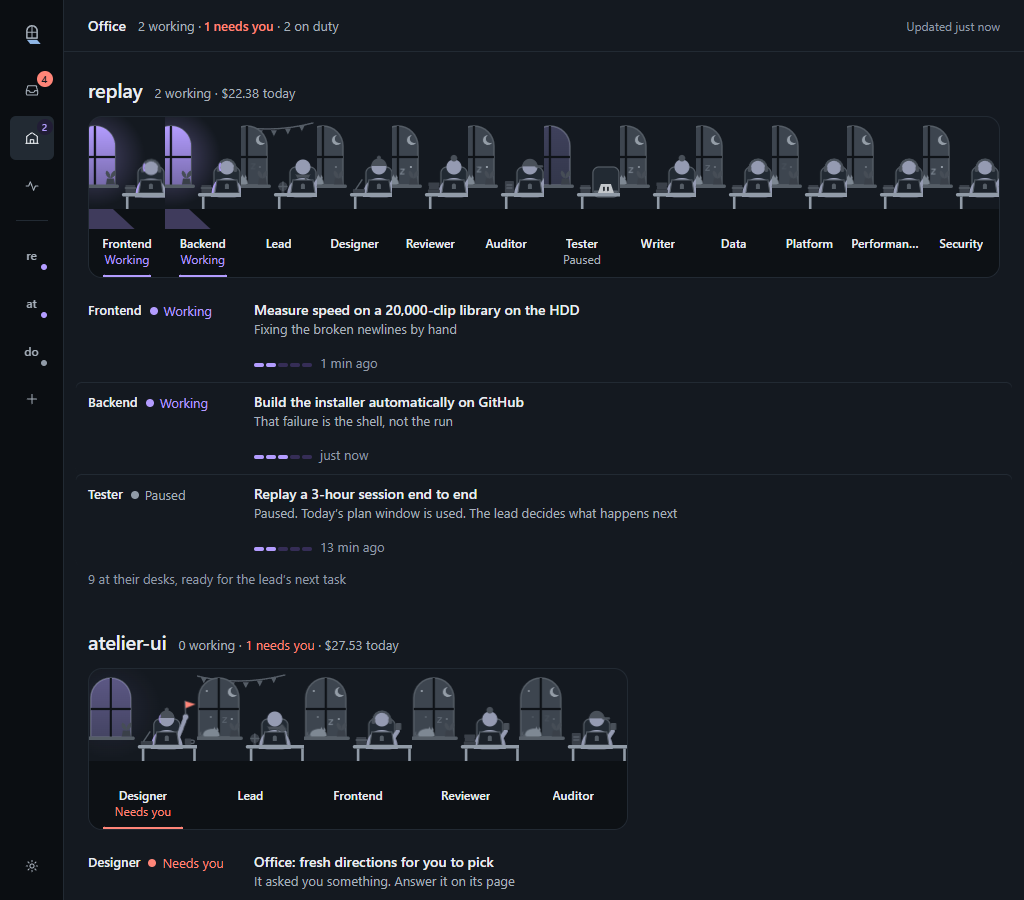 Office 2 working · 1 needs you · 2 on duty
Updated just now
4
2
re
at
do
replay 2 working · $22.38 today
Frontend
Working
Backend
Working
Lead
Designer
Reviewer
Auditor
Tester
Paused
Writer
Data
Platform
Performan...
Security
Frontend Working
Measure speed on a 20,000-clip library on the HDD
Fixing the broken newlines by hand
1 min ago
Backend Working
Build the installer automatically on GitHub
That failure is the shell, not the run
just now
Tester Paused
Replay a 3-hour session end to end
Paused. Today's plan window is used. The lead decides what happens next
13 min ago
9 at their desks, ready for the lead's next task
atelier-ui 0 working · 1 needs you · $27.53 today
Designer
Needs you
Lead
Frontend
Reviewer
Auditor
Designer Needs you
Office: fresh directions for you to pick
It asked you something. Answer it on its page